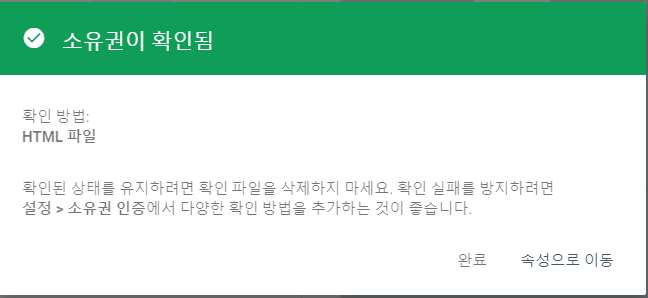 소유권이 확인됨
확인 방법:
HTML 파일
확인된 상태를 유지하려면 확인 파일을 삭제하지 마세요. 확인 실패를 방지하려면
설정 > 소유권 인증에서 다양한 확인 방법을 추가하는 것이 좋습니다.
완료 속성으로 이동